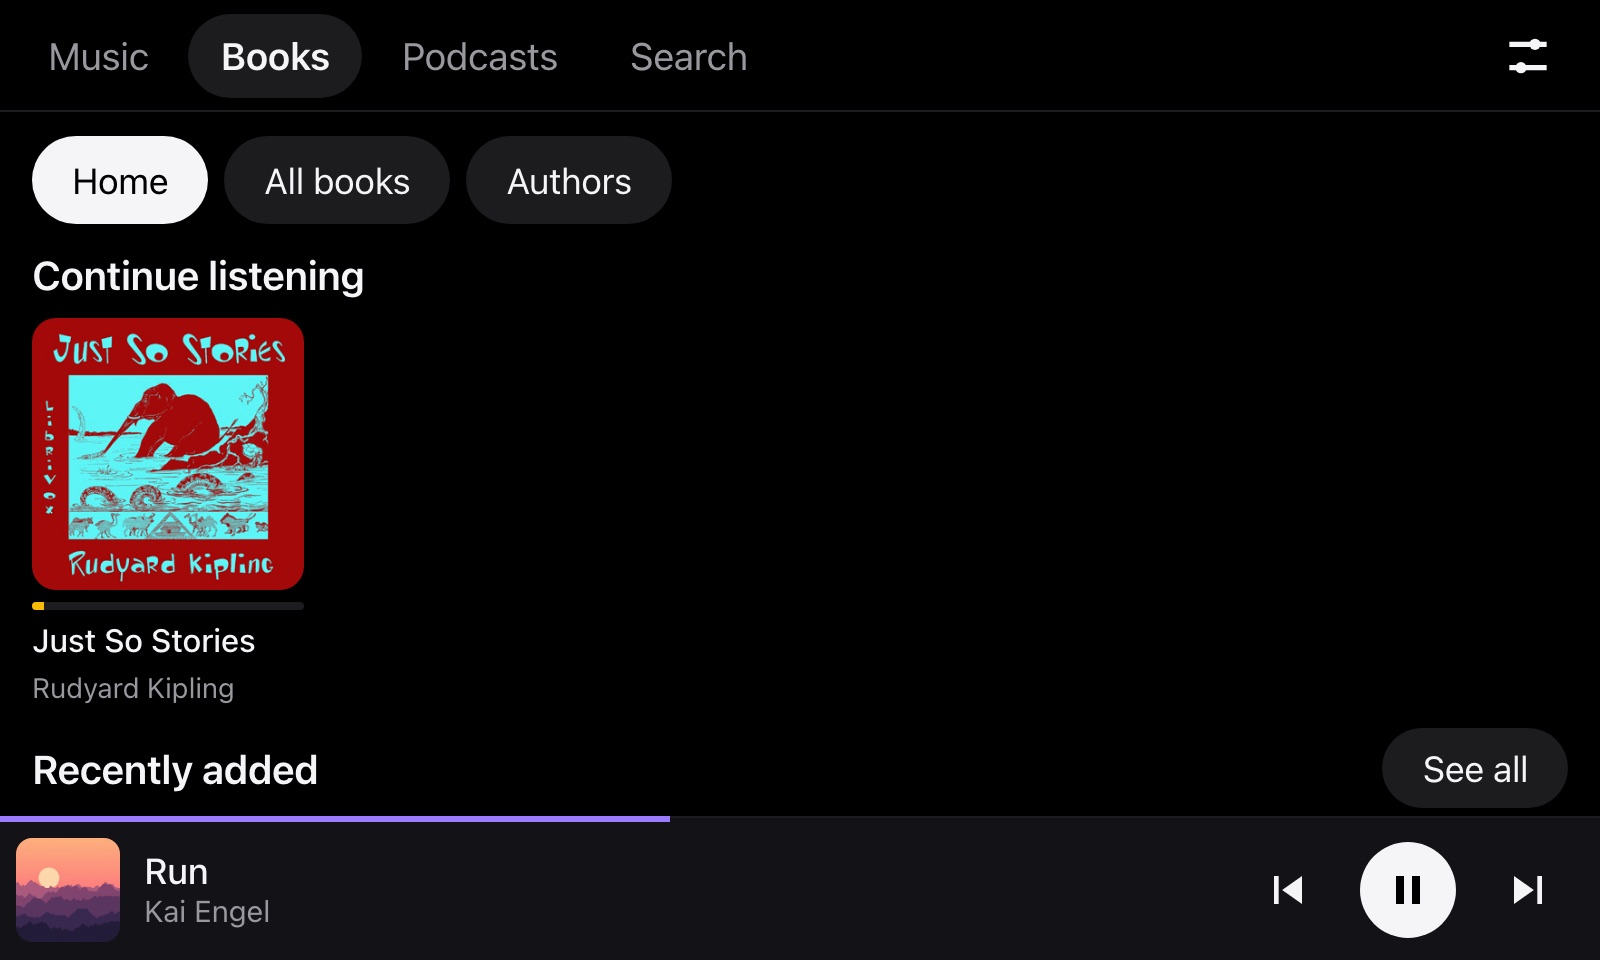 Music
Books
Podcasts
Search
Home
All books
Authors
Continue listening
Just So Stories
LibriVox
Rudyard Kipling
Just So Stories
Rudyard Kipling
Recently added
See all
Run
Kai Engel